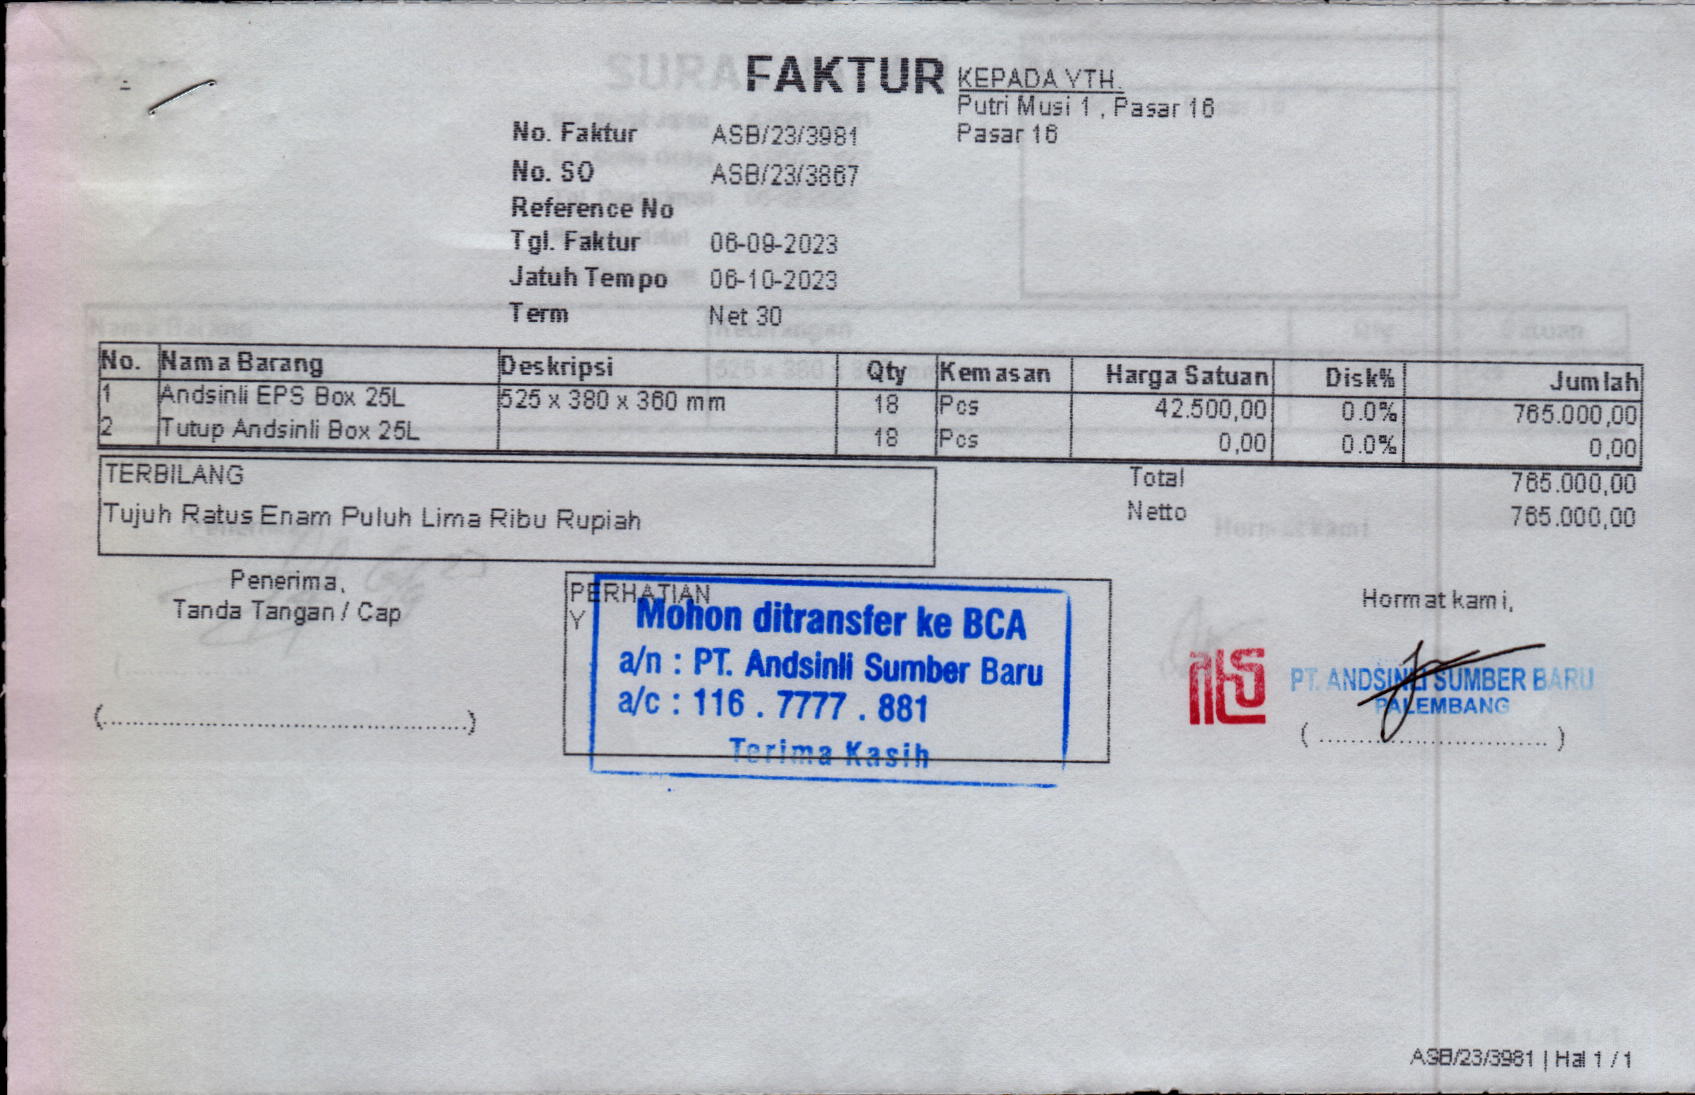 FAKTUR
KEPADA YTH.
Putri Musi 1 , Pasar 16
Pasar 16
No. Faktur ASB/23/3981
No. SO ASB/23/3867
Reference No
Tgl. Faktur 06-09-2023
Jatuh Tempo 06-10-2023
Term Net 30
No. Nama Barang Deskripsi Qty Kemasan Harga Satuan Disk% Jumlah
1 Andsinli EPS Box 25L 525 x 380 x 360 mm 18 Pcs 42.500,00 0.0% 765.000,00
2 Tutup Andsinli Box 25L 18 Pcs 0,00 0.0% 0,00
TERBILANG
Tujuh Ratus Enam Puluh Lima Ribu Rupiah
Total 765.000,00
Netto 765.000,00
Penerima,
Tanda Tangan / Cap
(........................................)
PERHATIAN
Y
Mohon ditransfer ke BCA
a/n : PT. Andsinli Sumber Baru
a/c : 116 . 7777 . 881
Terima Kasih
Hormat kami,
PT. ANDSINLI SUMBER BARU
PALEMBANG
( ............................ )
ASB/23/3981 | Hal 1 / 1